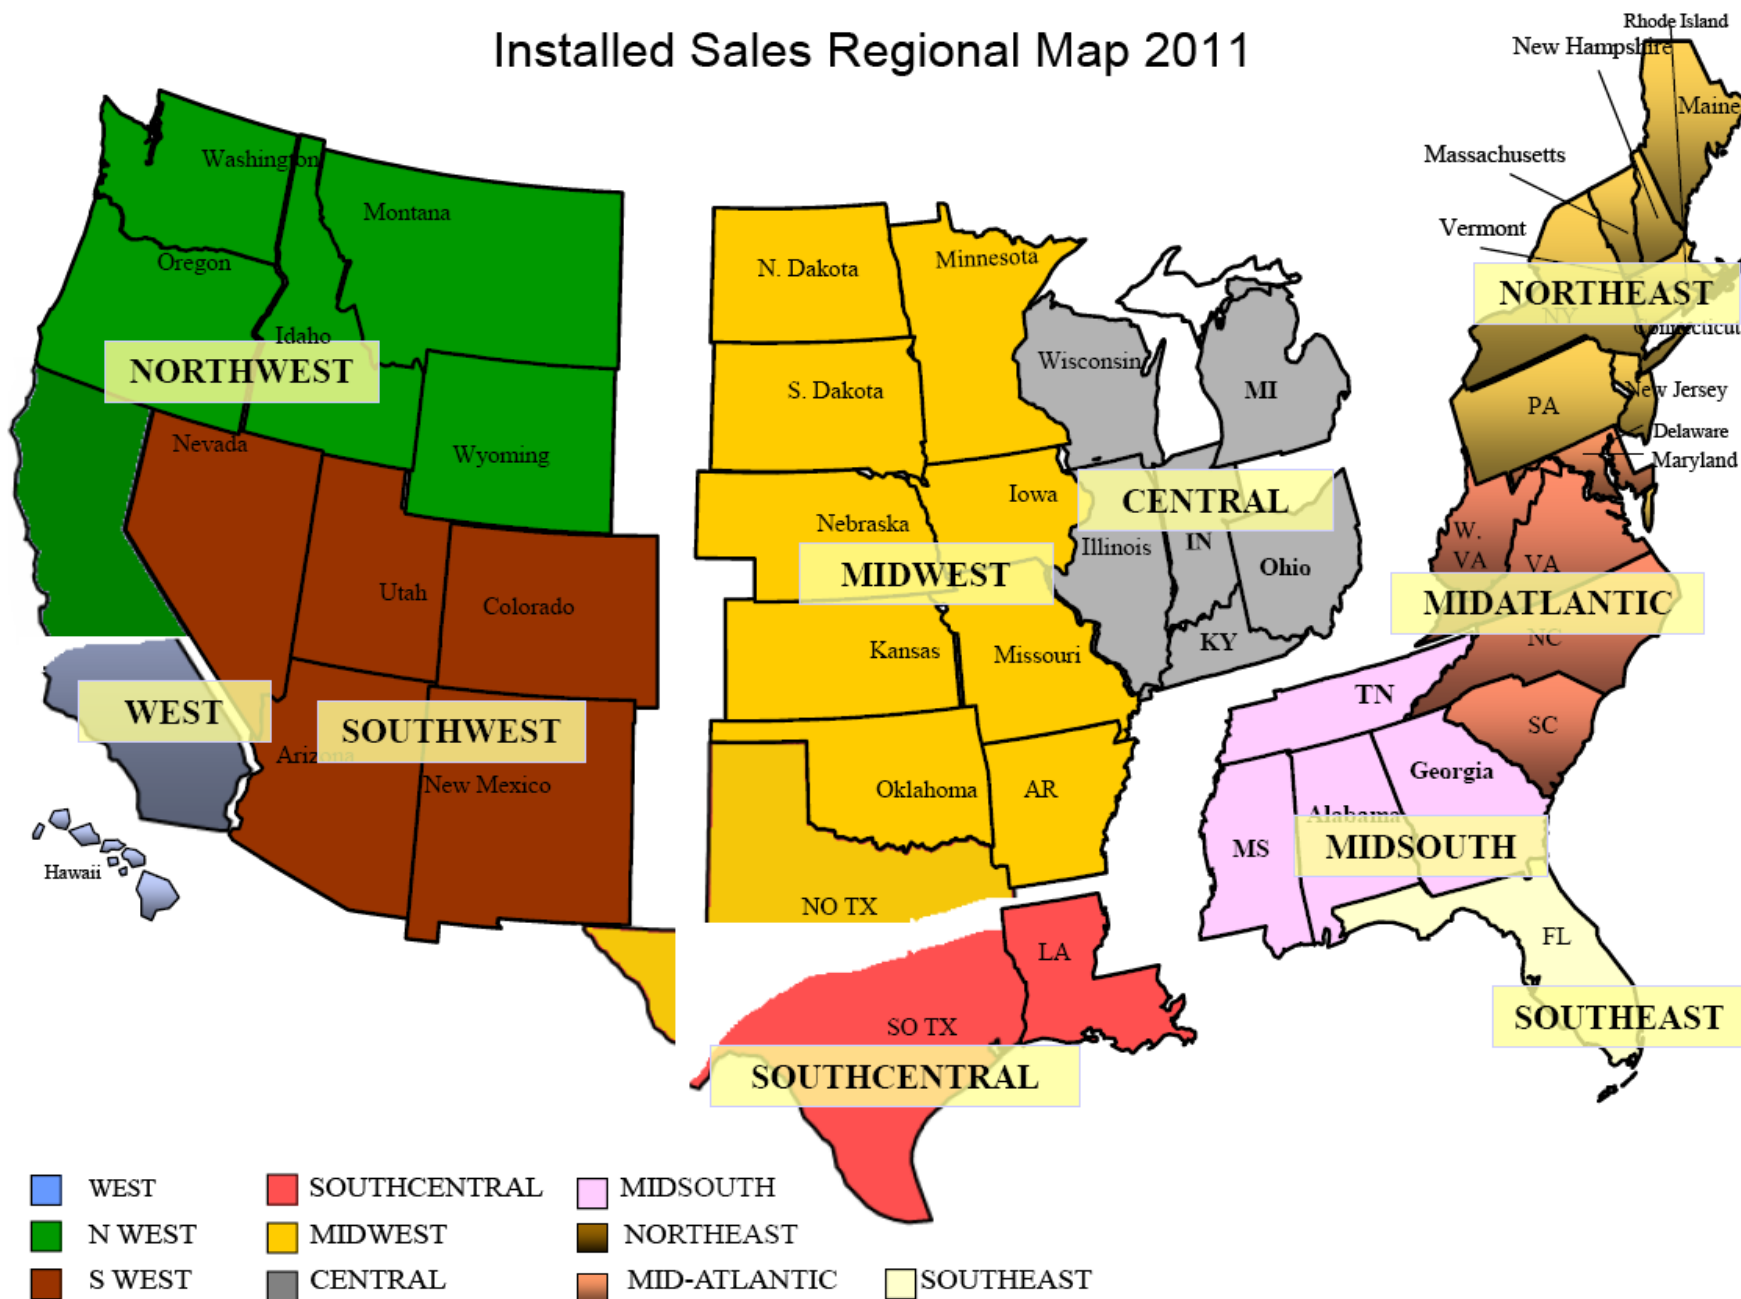 Installed Sales Regional Map 2011
Rhode Island
New Hampshire
Maine
Massachusetts
Vermont
NORTHEAST
NY
Connecticut
New Jersey
PA
Delaware
Maryland
Washington
Montana
Oregon
Idaho
NORTHWEST
Wyoming
Nevada
Utah
Colorado
WEST
SOUTHWEST
Arizona
New Mexico
Hawaii
N. Dakota
Minnesota
S. Dakota
Wisconsin
MI
Iowa
Nebraska
CENTRAL
Illinois
IN
Ohio
MIDWEST
Kansas
Missouri
KY
Oklahoma
AR
NO TX
LA
SO TX
SOUTHCENTRAL
W.
VA
VA
MIDATLANTIC
NC
TN
SC
Georgia
Alabama
MS
MIDSOUTH
FL
SOUTHEAST
WEST
SOUTHCENTRAL
MIDSOUTH
N WEST
MIDWEST
NORTHEAST
S WEST
CENTRAL
MID-ATLANTIC
SOUTHEAST